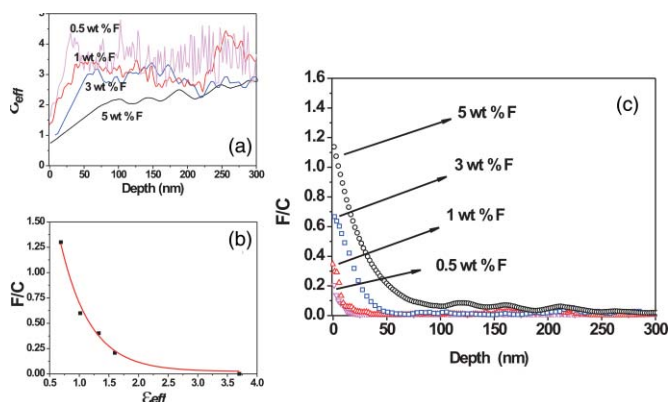 0.5 wt % F
1 wt % F
3 wt % F
5 wt % F
(a)
4
3
2
1
0
εeff
0 50 100 150 200 250 300
Depth (nm)
(b)
1.50
1.25
1.00
0.75
0.50
0.25
0.00
F/C
0.5 1.0 1.5 2.0 2.5 3.0 3.5 4.0
εeff
(c)
1.6
1.4
1.2
1.0
0.8
0.6
0.4
0.2
0.0
F/C
5 wt % F
3 wt % F
1 wt % F
0.5 wt % F
0 50 100 150 200 250 300
Depth (nm)